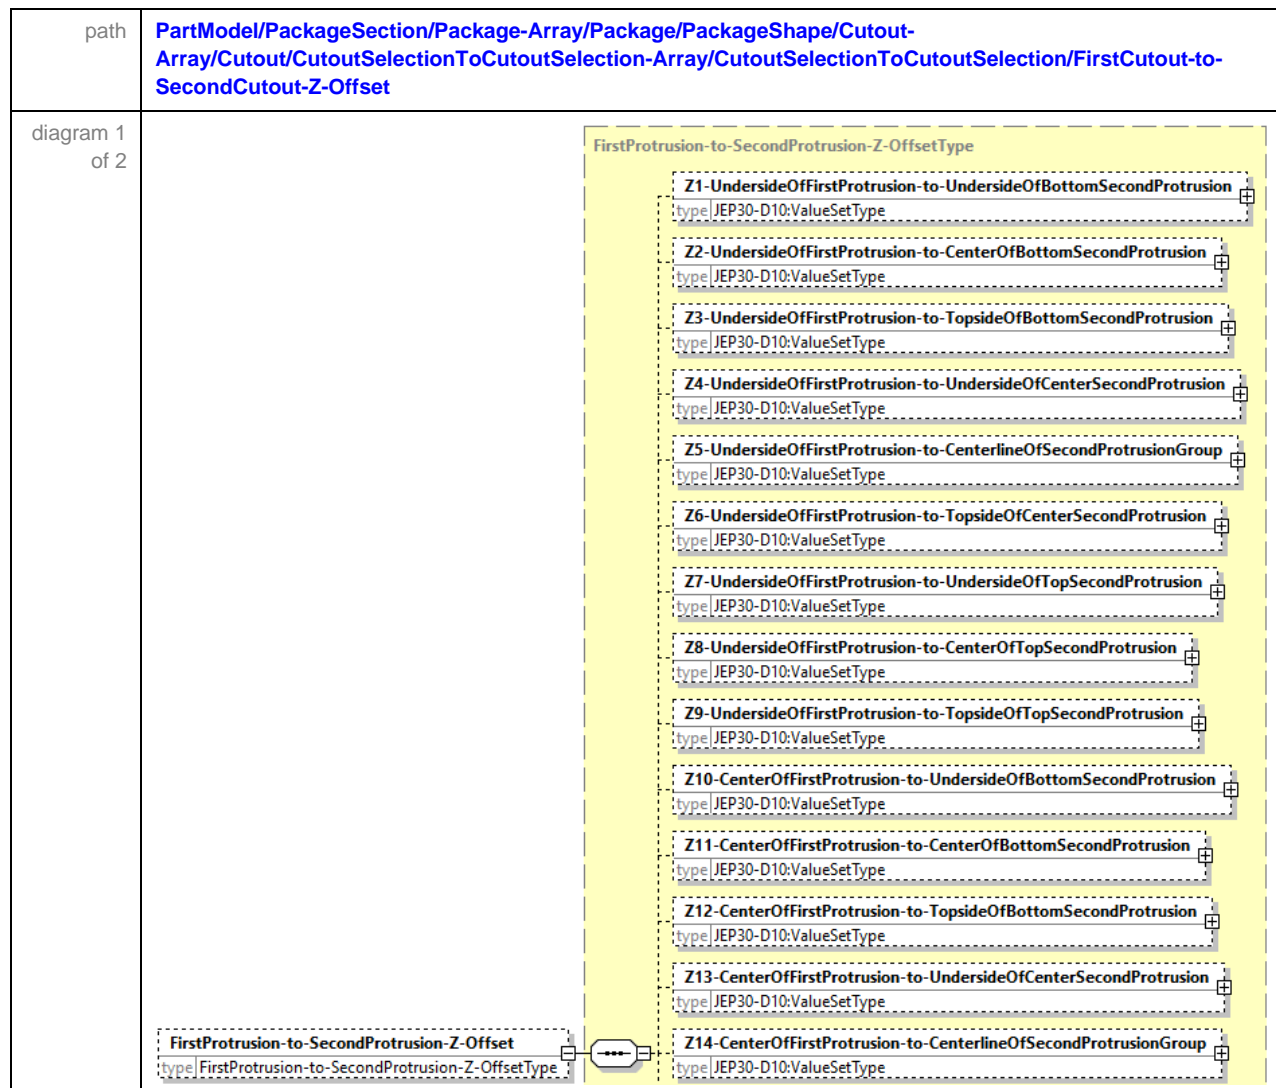 path
PartModel/PackageSection/Package-Array/Package/PackageShape/Cutout-
Array/Cutout/CutoutSelectionToCutoutSelection-Array/CutoutSelectionToCutoutSelection/FirstCutout-to-
SecondCutout-Z-Offset
diagram 1
of 2
FirstProtrusion-to-SecondProtrusion-Z-OffsetType
Z1-UndersideOfFirstProtrusion-to-UndersideOfBottomSecondProtrusion
type JEP30-D10:ValueSetType
Z2-UndersideOfFirstProtrusion-to-CenterOfBottomSecondProtrusion
type JEP30-D10:ValueSetType
Z3-UndersideOfFirstProtrusion-to-TopsideOfBottomSecondProtrusion
type JEP30-D10:ValueSetType
Z4-UndersideOfFirstProtrusion-to-UndersideOfCenterSecondProtrusion
type JEP30-D10:ValueSetType
Z5-UndersideOfFirstProtrusion-to-CenterlineOfSecondProtrusionGroup
type JEP30-D10:ValueSetType
Z6-UndersideOfFirstProtrusion-to-TopsideOfCenterSecondProtrusion
type JEP30-D10:ValueSetType
Z7-UndersideOfFirstProtrusion-to-UndersideOfTopSecondProtrusion
type JEP30-D10:ValueSetType
Z8-UndersideOfFirstProtrusion-to-CenterOfTopSecondProtrusion
type JEP30-D10:ValueSetType
Z9-UndersideOfFirstProtrusion-to-TopsideOfTopSecondProtrusion
type JEP30-D10:ValueSetType
Z10-CenterOfFirstProtrusion-to-UndersideOfBottomSecondProtrusion
type JEP30-D10:ValueSetType
Z11-CenterOfFirstProtrusion-to-CenterOfBottomSecondProtrusion
type JEP30-D10:ValueSetType
Z12-CenterOfFirstProtrusion-to-TopsideOfBottomSecondProtrusion
type JEP30-D10:ValueSetType
Z13-CenterOfFirstProtrusion-to-UndersideOfCenterSecondProtrusion
type JEP30-D10:ValueSetType
FirstProtrusion-to-SecondProtrusion-Z-Offset
type FirstProtrusion-to-SecondProtrusion-Z-OffsetType
Z14-CenterOfFirstProtrusion-to-CenterlineOfSecondProtrusionGroup
type JEP30-D10:ValueSetType